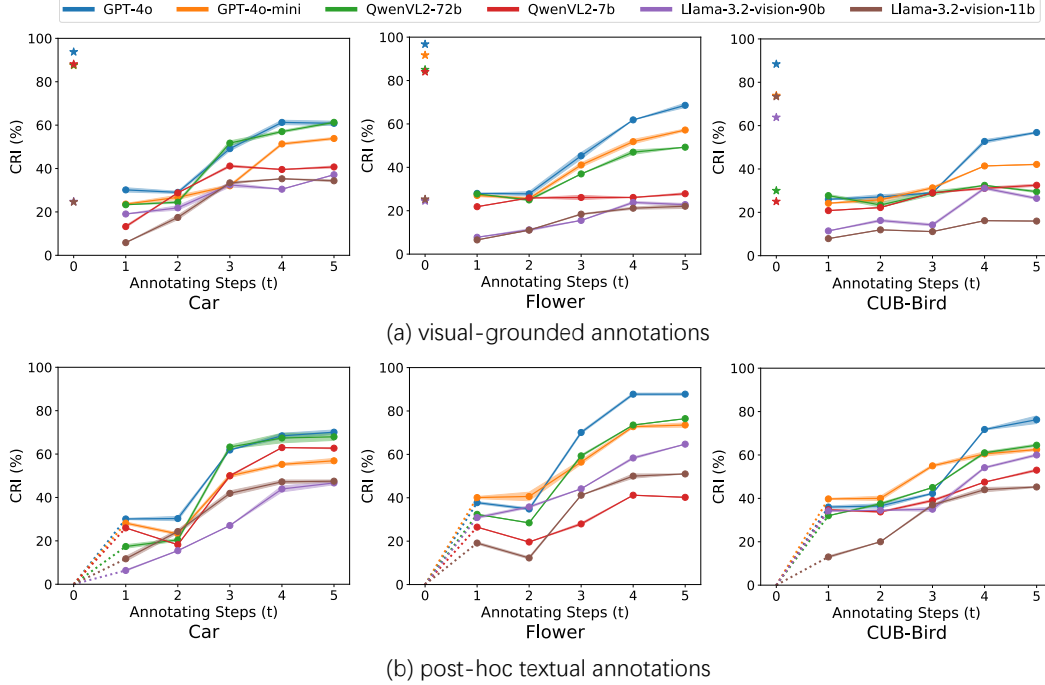 GPT-4o GPT-4o-mini QwenVL2-72b QwenVL2-7b Llama-3.2-vision-90b Llama-3.2-vision-11b
CRI (%)
100
80
60
40
20
0
0 1 2 3 4 5
Annotating Steps (t)
Car
CRI (%)
100
80
60
40
20
0
0 1 2 3 4 5
Annotating Steps (t)
Flower
CRI (%)
100
80
60
40
20
0
0 1 2 3 4 5
Annotating Steps (t)
CUB-Bird
(a) visual-grounded annotations
CRI (%)
100
80
60
40
20
0
0 1 2 3 4 5
Annotating Steps (t)
Car
CRI (%)
100
80
60
40
20
0
0 1 2 3 4 5
Annotating Steps (t)
Flower
CRI (%)
100
80
60
40
20
0
0 1 2 3 4 5
Annotating Steps (t)
CUB-Bird
(b) post-hoc textual annotations